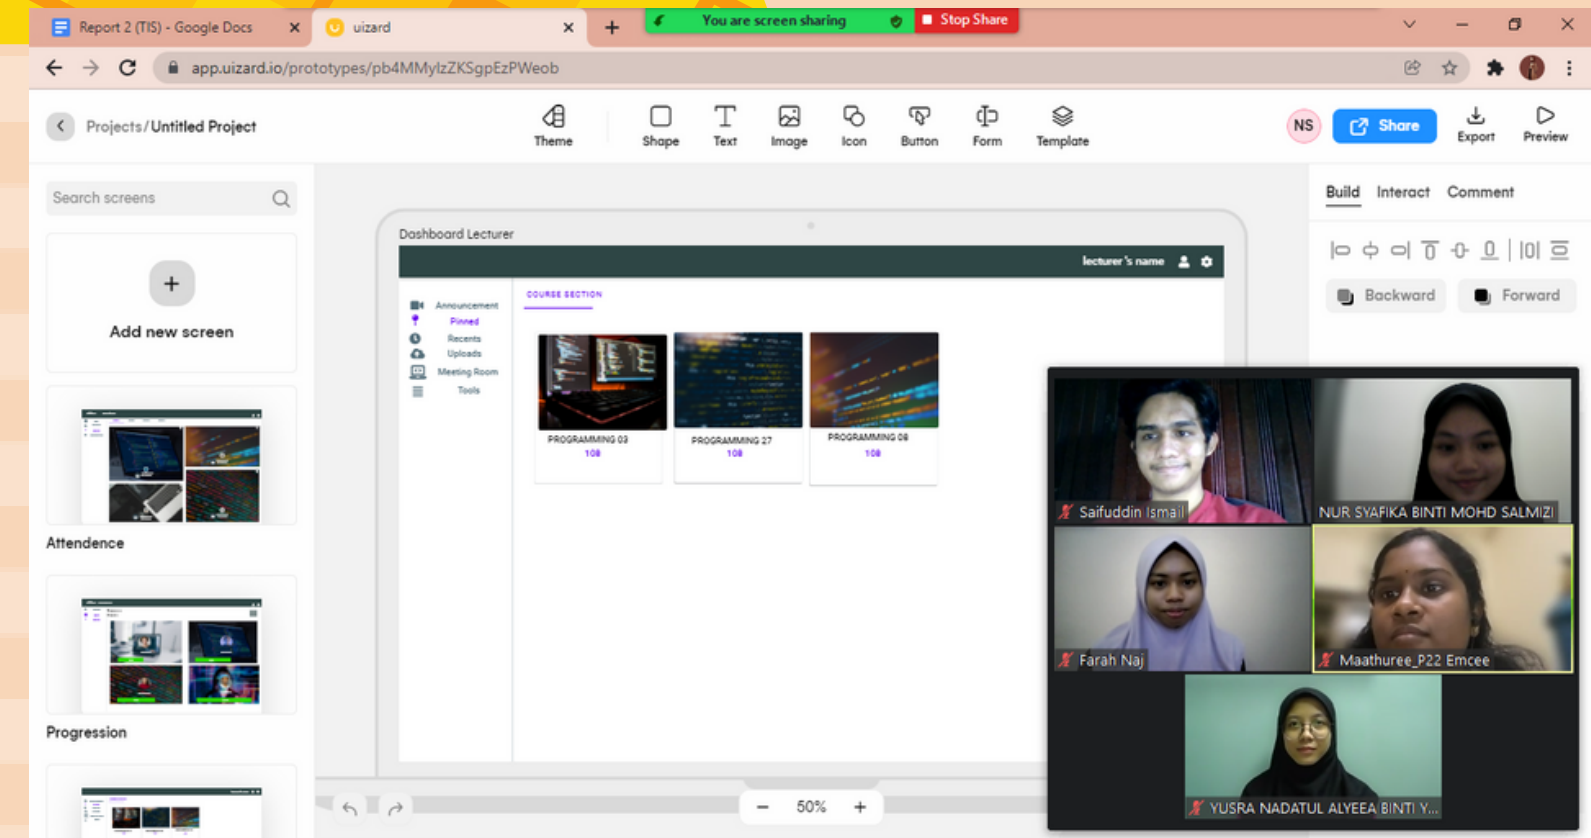 Report 2 (TIS) - Google Docs
uizard
You are screen sharing
Stop Share
app.uizard.io/prototypes/pb4MMyIzZKSgpEzPWeob
Projects/Untitled Project
Theme
Shape
Text
Image
Icon
Button
Form
Template
NS
Share
Export
Preview
Search screens
Add new screen
Attendence
Progression
Dashboard Lecturer
lecturer's name
Announcement
Pinned
Recents
Uploads
Meeting Room
Tools
COURSE SECTION
PROGRAMMING 03
108
PROGRAMMING 27
108
PROGRAMMING 08
108
50%
Build Interact Comment
Backward
Forward
Saifuddin Ismail
NUR SYAFIKA BINTI MOHD SALMIZI
Farah Naj
Maathuree_P22 Emcee
YUSRA NADATUL ALYEEA BINTI Y...